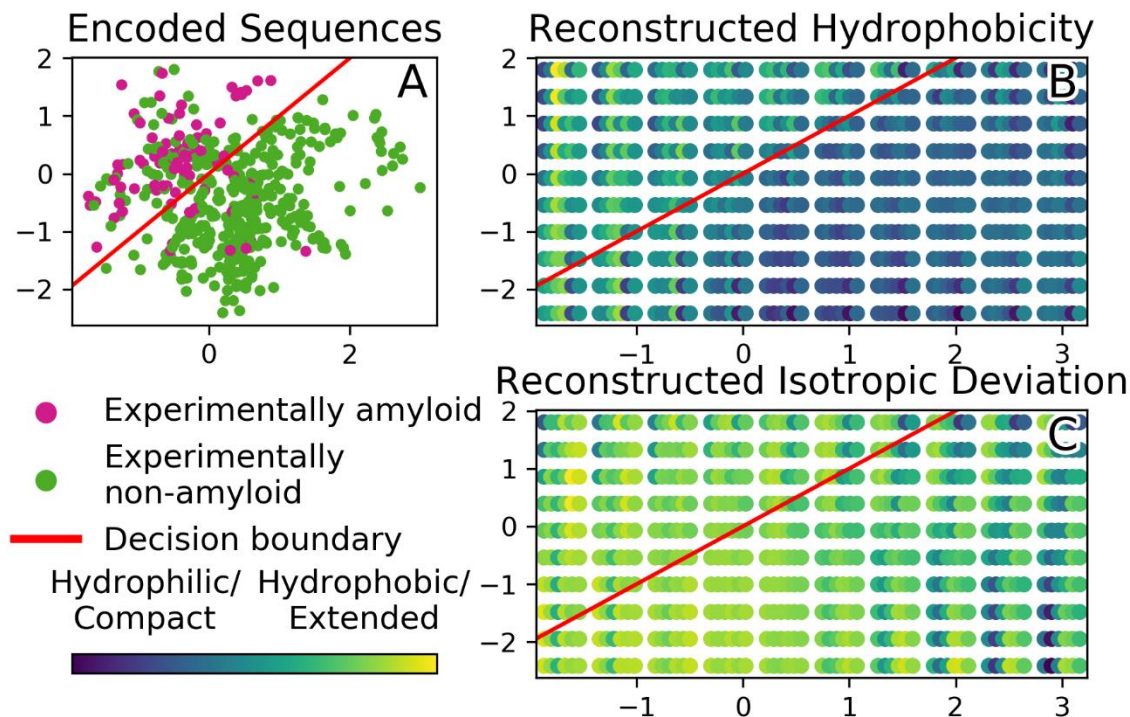 Encoded Sequences
A
2
1
0
−1
−2
0
2
Reconstructed Hydrophobicity
B
2
1
0
−1
−2
−1
0
1
2
3
Experimentally amyloid
Experimentally
non-amyloid
Decision boundary
Hydrophilic/
Compact
Hydrophobic/
Extended
Reconstructed Isotropic Deviation
C
2
1
0
−1
−2
−1
0
1
2
3